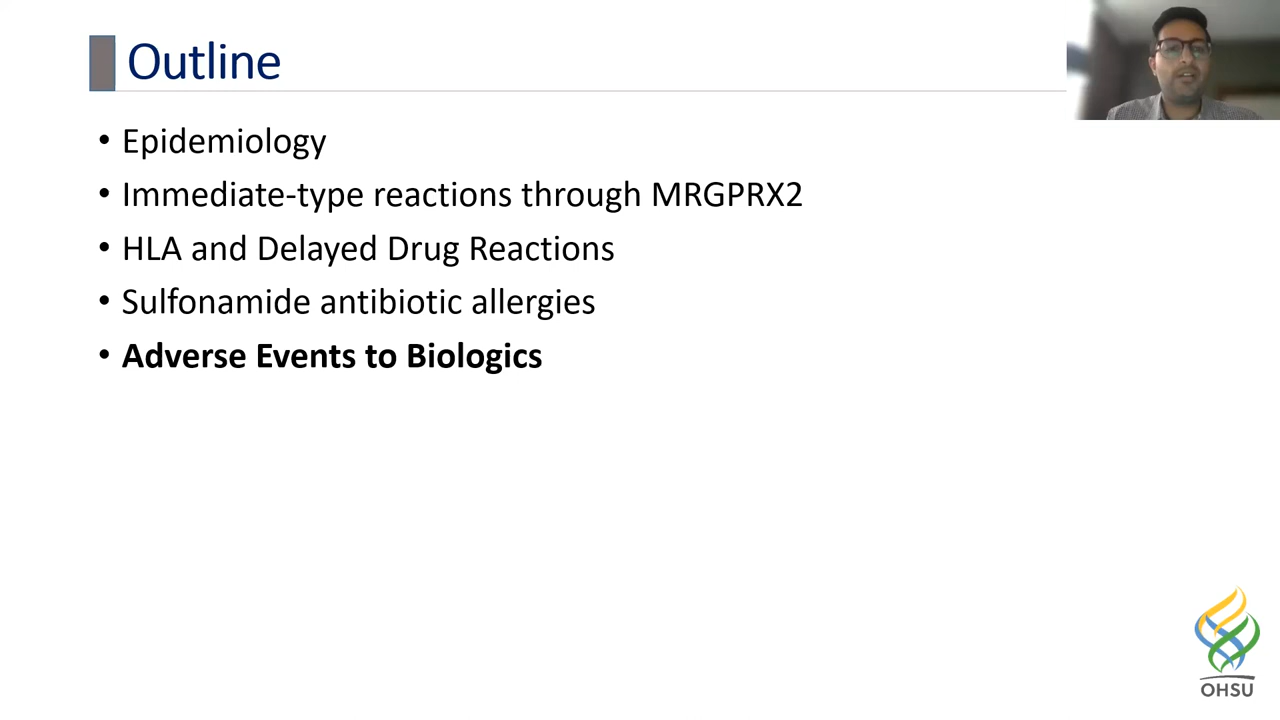 Outline
• Epidemiology
• Immediate-type reactions through MRGPRX2
• HLA and Delayed Drug Reactions
• Sulfonamide antibiotic allergies
• Adverse Events to Biologics
OHSU